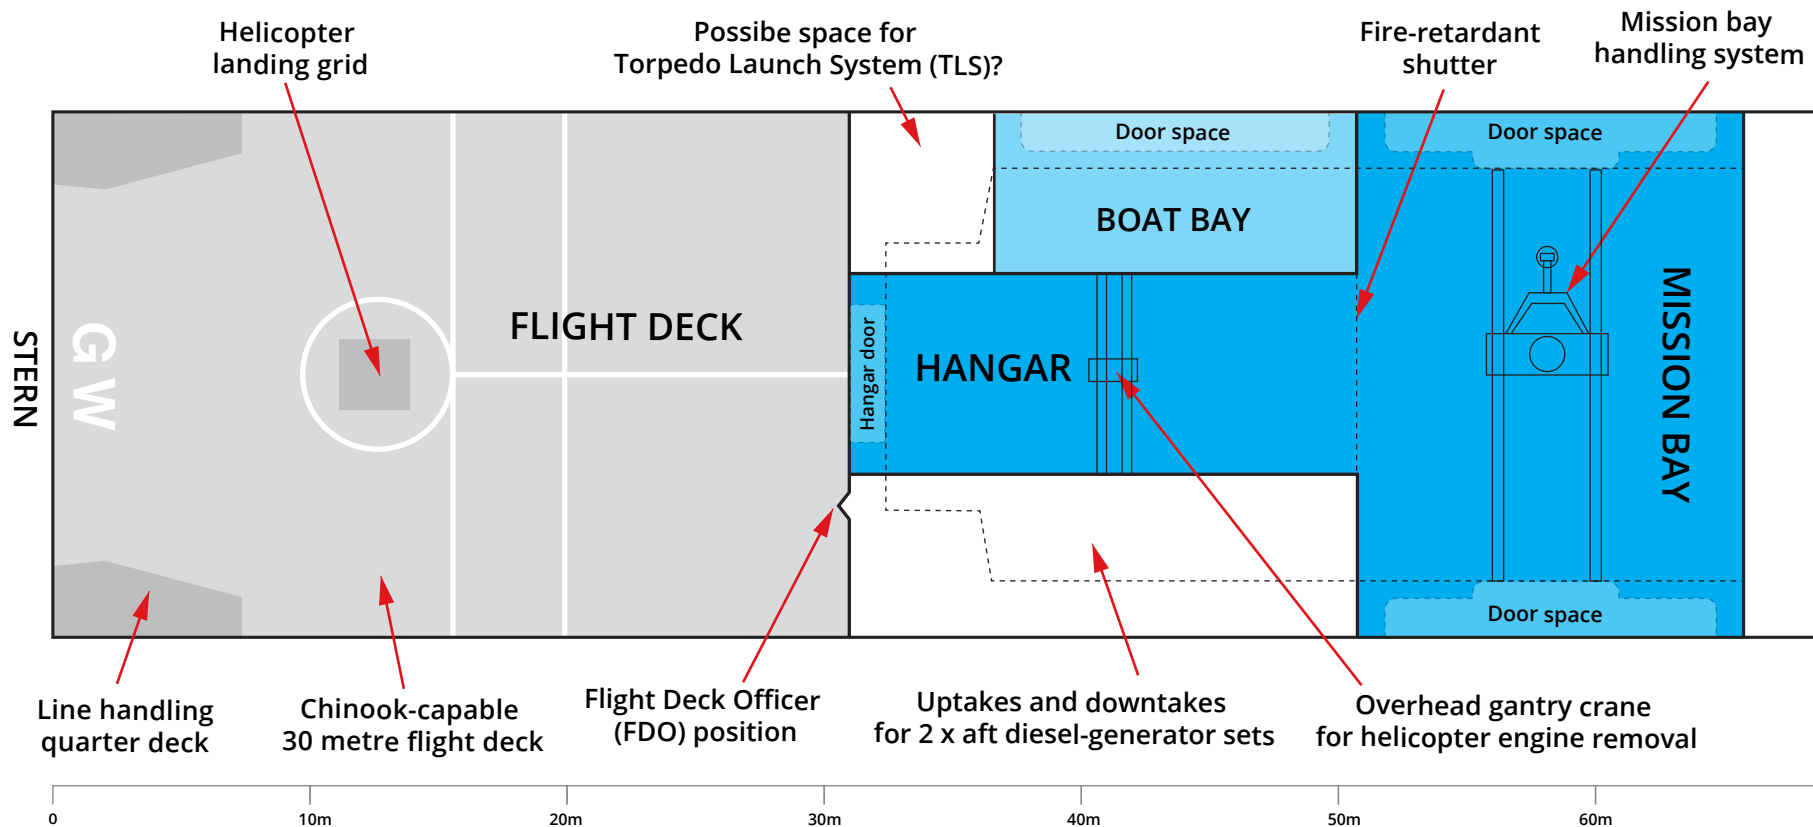 Helicopter
landing grid
Possibe space for
Torpedo Launch System (TLS)?
Fire-retardant
shutter
Mission bay
handling system
Door space
Door space
BOAT BAY
STERN
G W
FLIGHT DECK
Hangar door
HANGAR
MISSION BAY
Door space
Line handling
quarter deck
Chinook-capable
30 metre flight deck
Flight Deck Officer
(FDO) position
Uptakes and downtakes
for 2 x aft diesel-generator sets
Overhead gantry crane
for helicopter engine removal
0
10m
20m
30m
40m
50m
60m